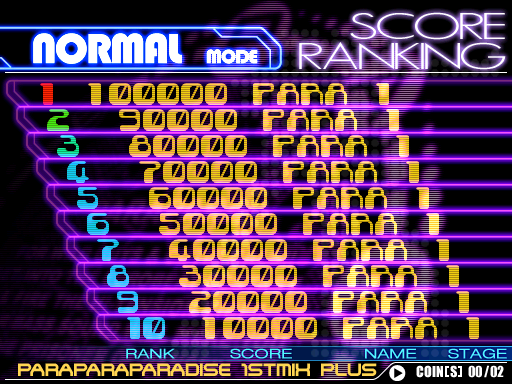 NORMAL MODE
SCORE RANKING
1 100000 PARA 1
2 90000 PARA 1
3 80000 PARA 1
4 70000 PARA 1
5 60000 PARA 1
6 50000 PARA 1
7 40000 PARA 1
8 30000 PARA 1
9 20000 PARA 1
10 10000 PARA 1
RANK SCORE NAME STAGE
PARAPARAPARADISE 1STMIX PLUS COIN[S] 00/02